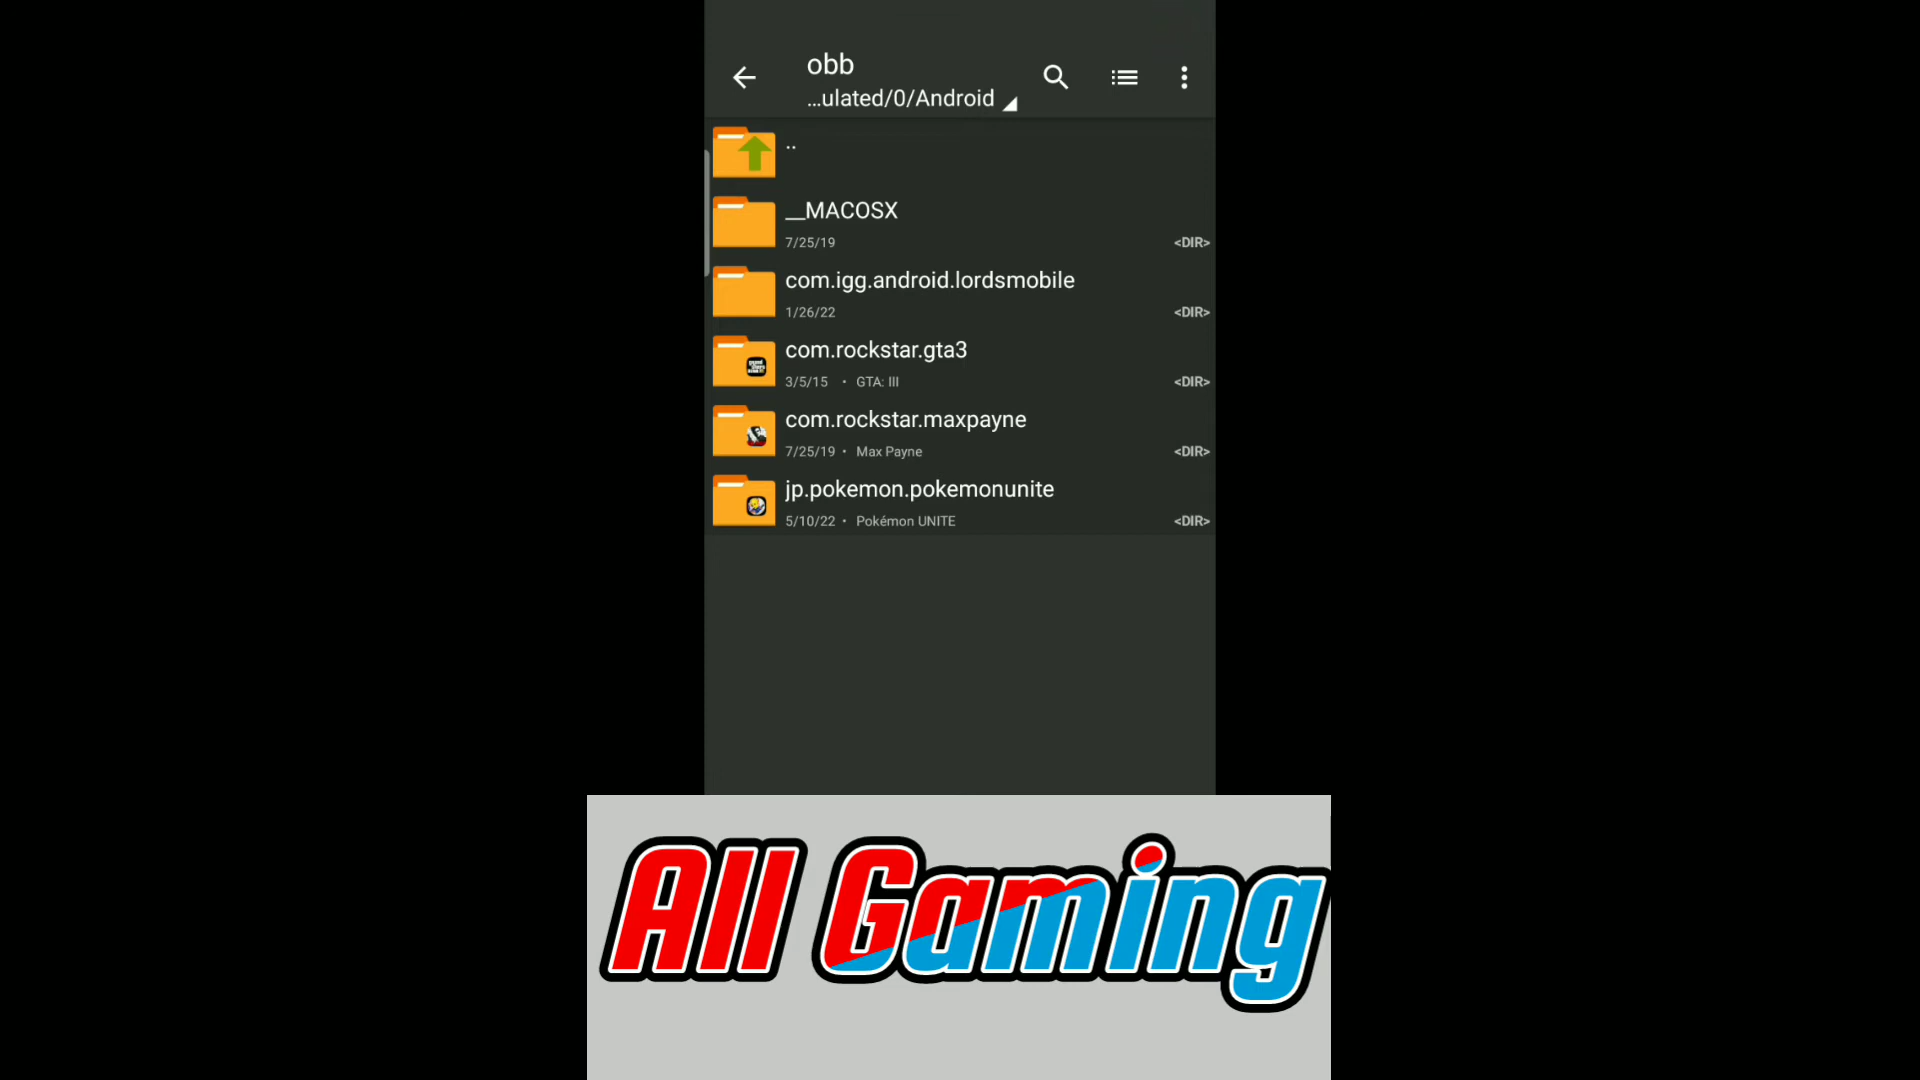 obb
...ulated/0/Android
..
__MACOSX
7/25/19 <DIR>
com.igg.android.lordsmobile
1/26/22 <DIR>
com.rockstar.gta3
3/5/15 · GTA: III <DIR>
com.rockstar.maxpayne
7/25/19 · Max Payne <DIR>
jp.pokemon.pokemonunite
5/10/22 · Pokémon UNITE <DIR>
All Gaming